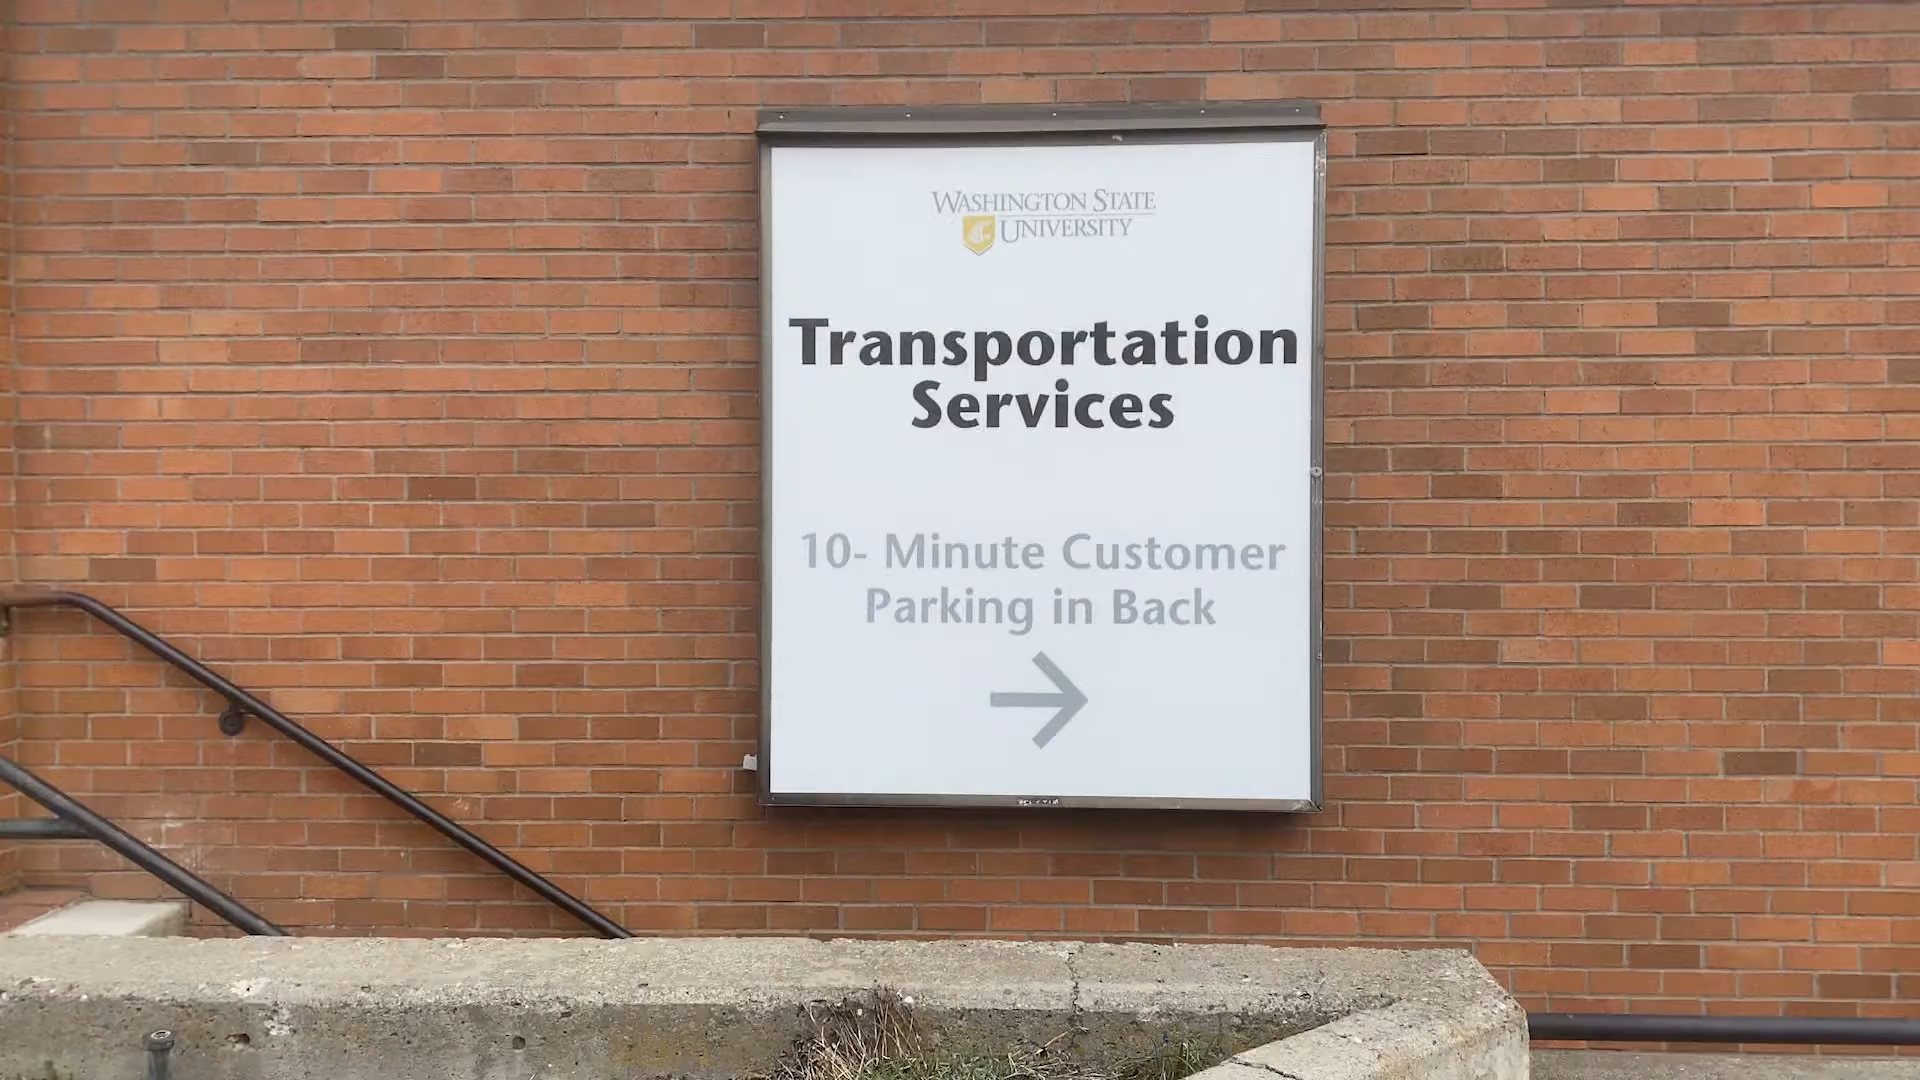 Washington State
University
Transportation
Services
10- Minute Customer
Parking in Back